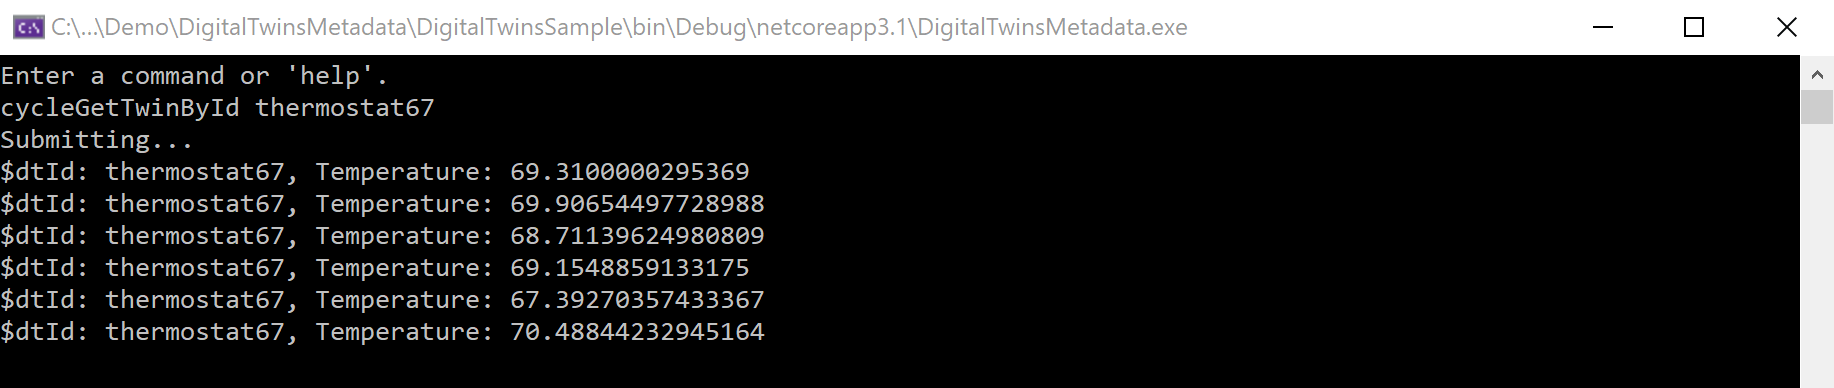 C:\...\Demo\DigitalTwinsMetadata\DigitalTwinsSample\bin\Debug\netcoreapp3.1\DigitalTwinsMetadata.exe
Enter a command or 'help'.
cycleGetTwinById thermostat67
Submitting...
$dtId: thermostat67, Temperature: 69.3100000295369
$dtId: thermostat67, Temperature: 69.90654497728988
$dtId: thermostat67, Temperature: 68.71139624980809
$dtId: thermostat67, Temperature: 69.1548859133175
$dtId: thermostat67, Temperature: 67.39270357433367
$dtId: thermostat67, Temperature: 70.48844232945164